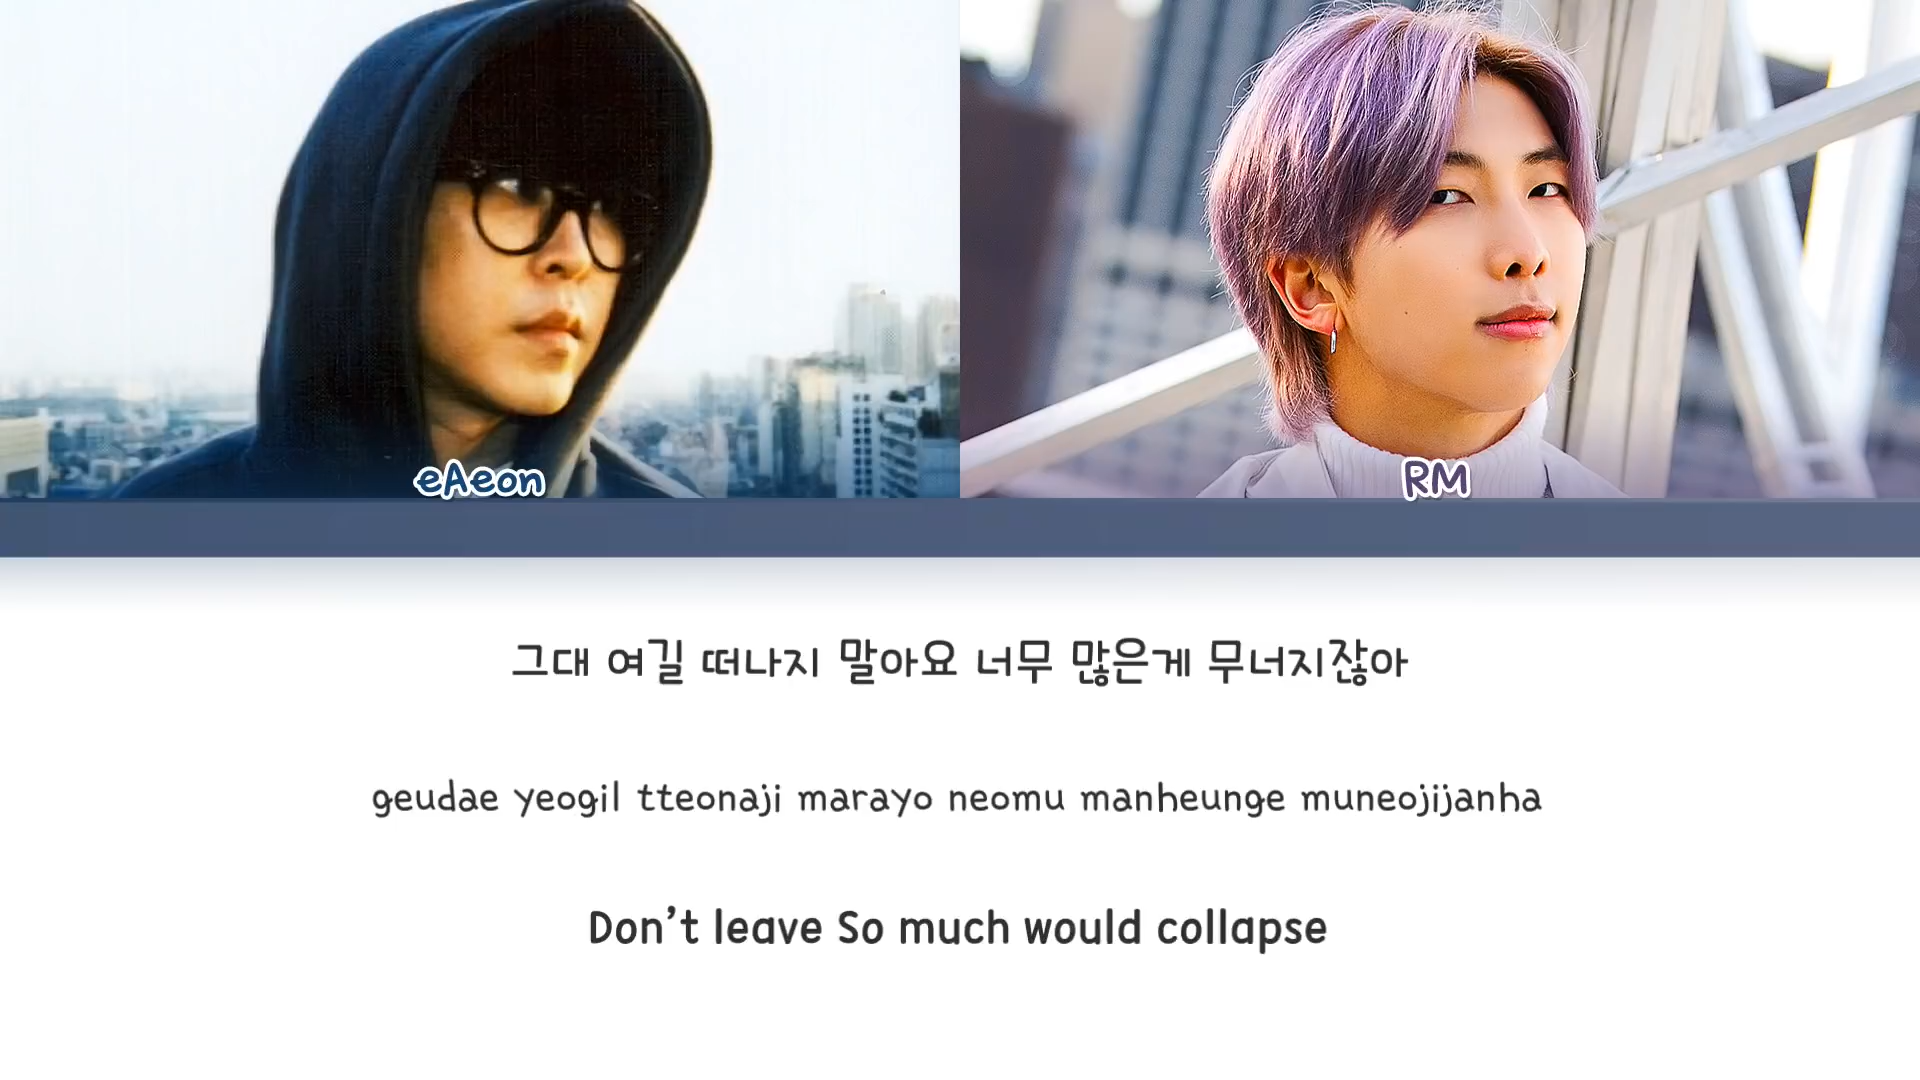 eAeon
RM
그대 여길 떠나지 말아요 너무 많은게 무너지잖아
geudae yeogil tteonaji marayo neomu manheunge muneojijanha
Don't leave So much would collapse